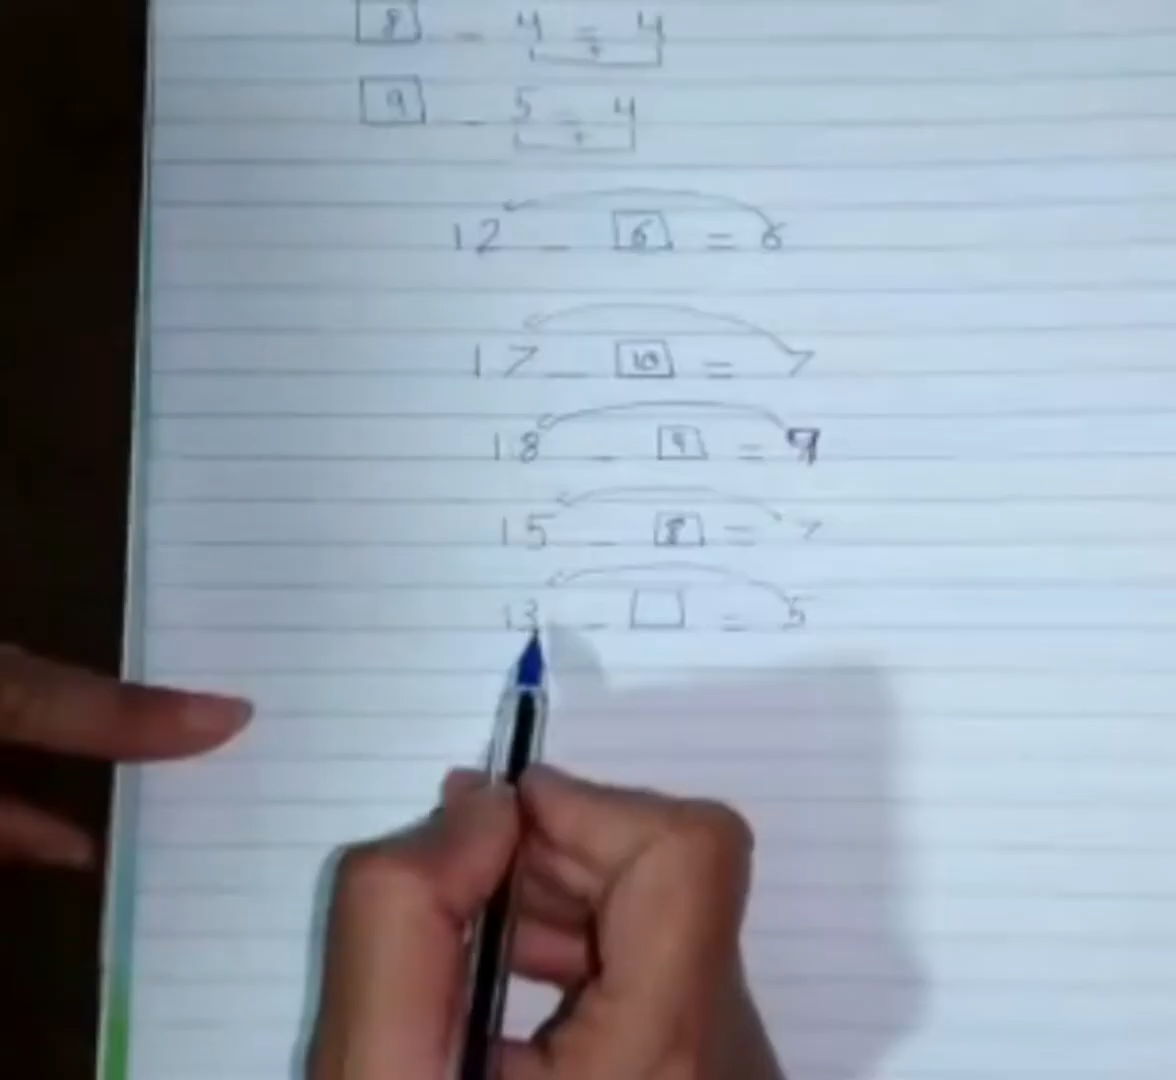 8 - 4 = 4
+
9 - 5 = 4
+
12 - 6 = 6
17 - 10 = 7
18 - 9 = 9
15 - 8 = 7
13 - □ = 5